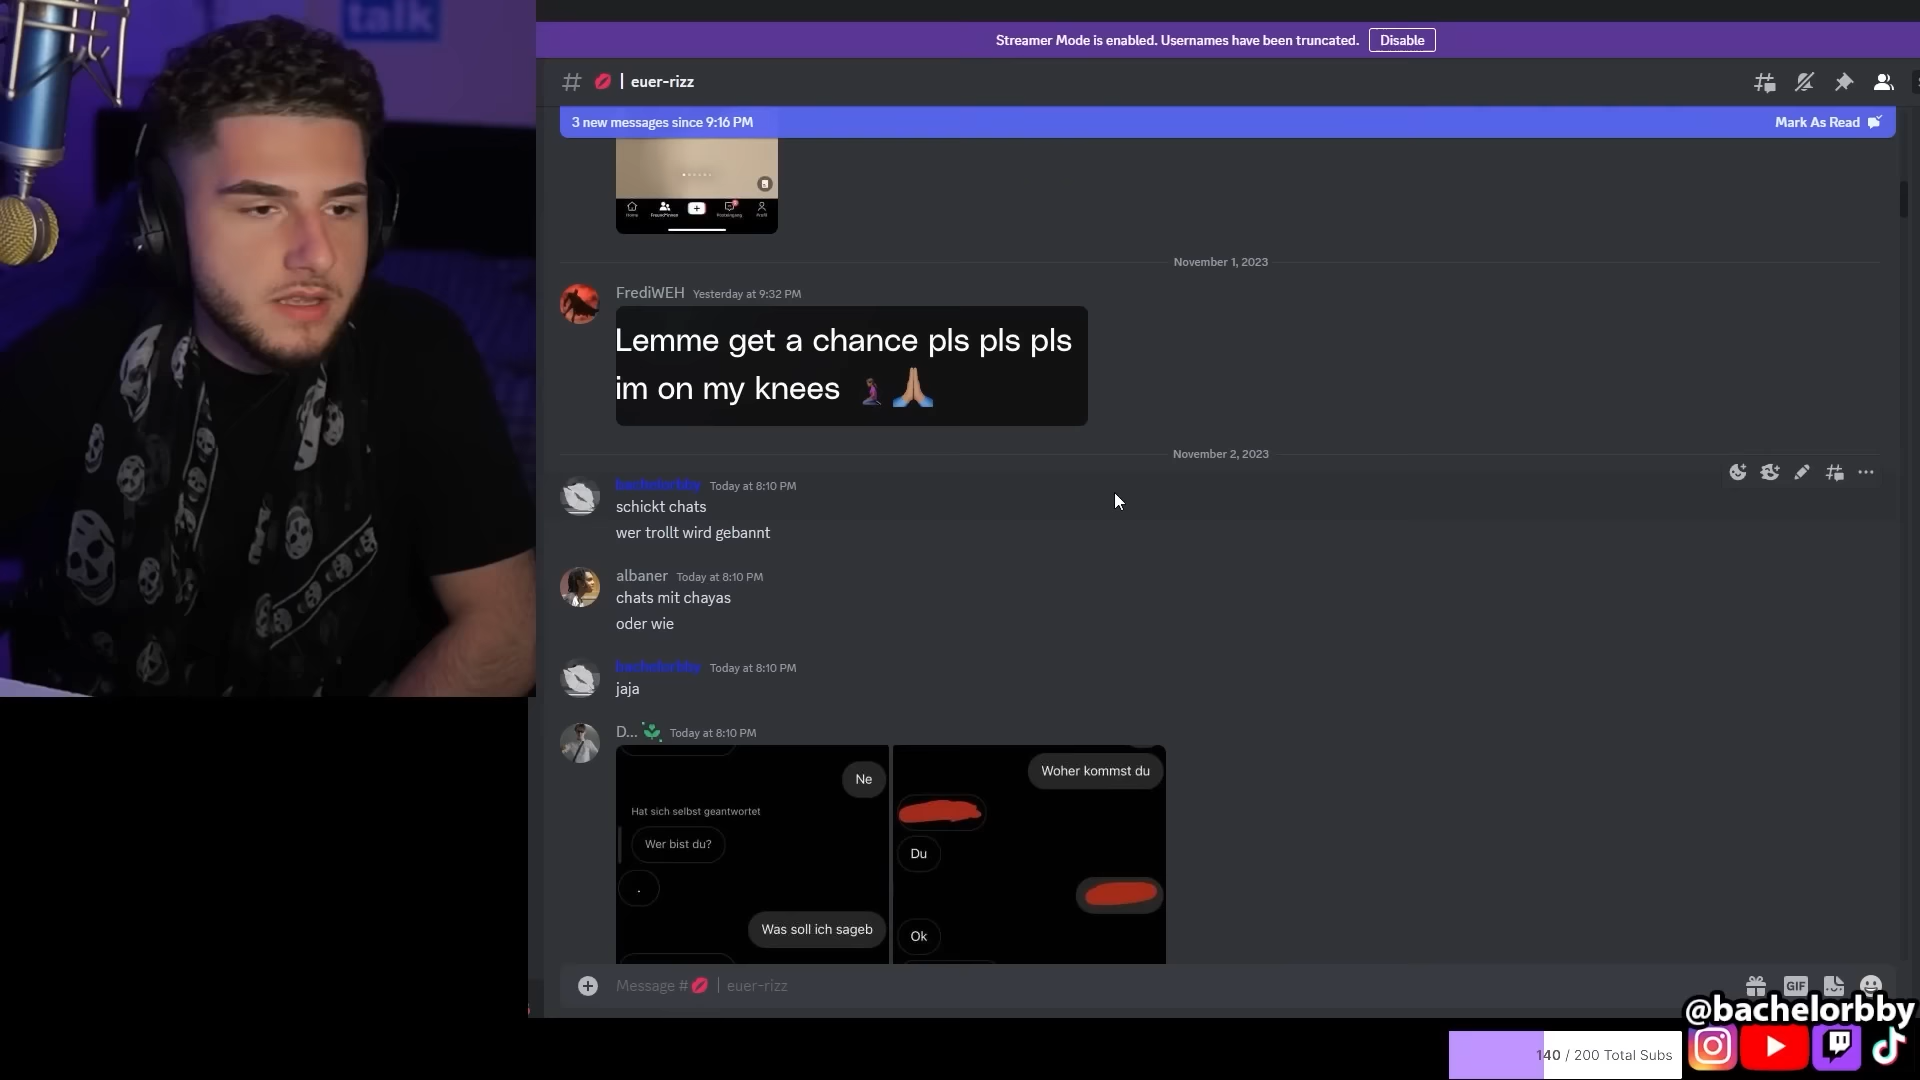 talk
Streamer Mode is enabled. Usernames have been truncated. Disable
euer-rizz
3 new messages since 9:16 PM Mark As Read
November 1, 2023
FrediWEH Yesterday at 9:32 PM
Lemme get a chance pls pls pls
im on my knees 🧎🏾‍♀️🙏🏼
November 2, 2023
bachelorbby Today at 8:10 PM
schickt chats
wer trollt wird gebannt
albaner Today at 8:10 PM
chats mit chayas
oder wie
bachelorbby Today at 8:10 PM
jaja
D... Today at 8:10 PM
Ne
Hat sich selbst geantwortet
Wer bist du?
.
Was soll ich sageb
Woher kommst du
Du
Ok
Message #💋 | euer-rizz
GIF
@bachelorbby
140 / 200 Total Subs